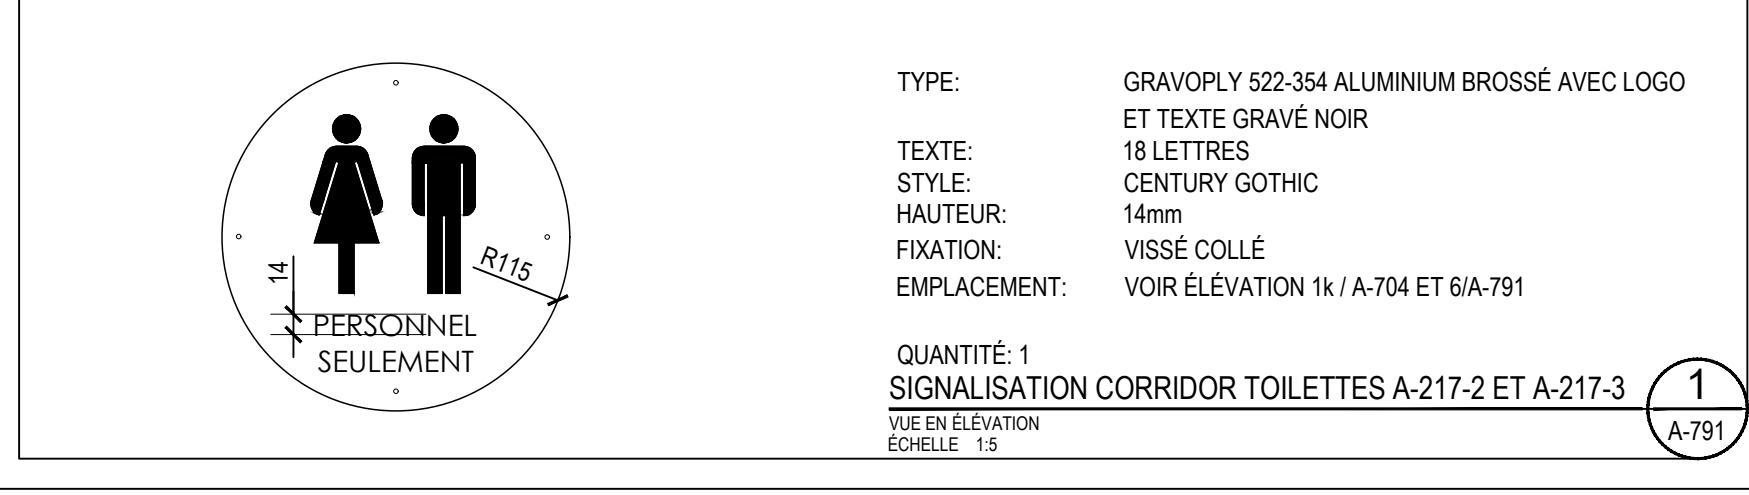 14
R115
PERSONNEL
SEULEMENT
TYPE: GRAVOPLY 522-354 ALUMINIUM BROSSÉ AVEC LOGO
ET TEXTE GRAVÉ NOIR
TEXTE: 18 LETTRES
STYLE: CENTURY GOTHIC
HAUTEUR: 14mm
FIXATION: VISSÉ COLLÉ
EMPLACEMENT: VOIR ÉLÉVATION 1k / A-704 ET 6/A-791
QUANTITÉ: 1
SIGNALISATION CORRIDOR TOILETTES A-217-2 ET A-217-3
1
A-791
VUE EN ÉLÉVATION
ÉCHELLE 1:5